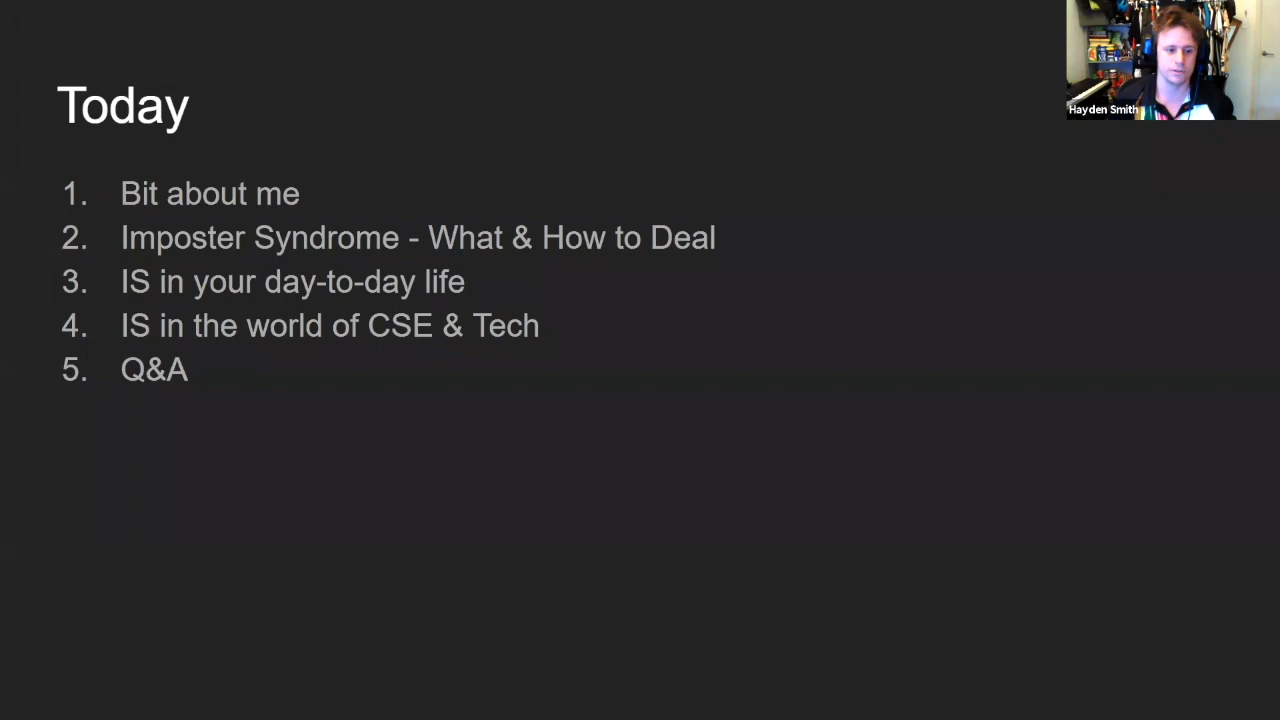 Today
1. Bit about me
2. Imposter Syndrome - What & How to Deal
3. IS in your day-to-day life
4. IS in the world of CSE & Tech
5. Q&A
Hayden Smith